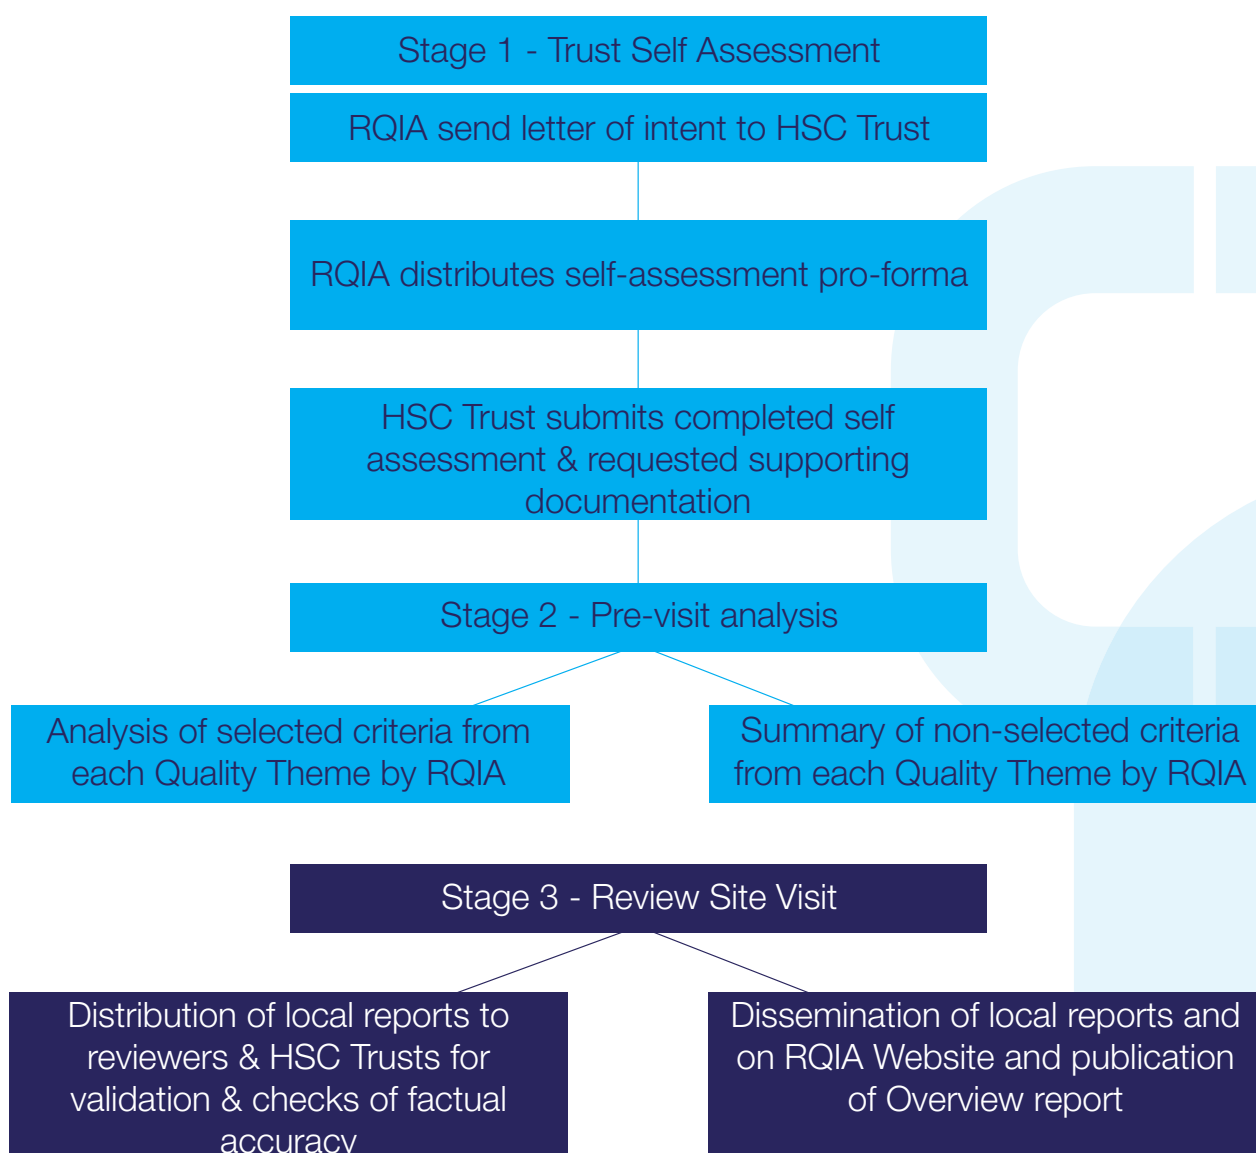 Stage 1 - Trust Self Assessment
RQIA send letter of intent to HSC Trust
RQIA distributes self-assessment pro-forma
HSC Trust submits completed self
assessment & requested supporting
documentation
Stage 2 - Pre-visit analysis
Analysis of selected criteria from
each Quality Theme by RQIA
Summary of non-selected criteria
from each Quality Theme by RQIA
Stage 3 - Review Site Visit
Distribution of local reports to
reviewers & HSC Trusts for
validation & checks of factual
accuracy
Dissemination of local reports and
on RQIA Website and publication
of Overview report